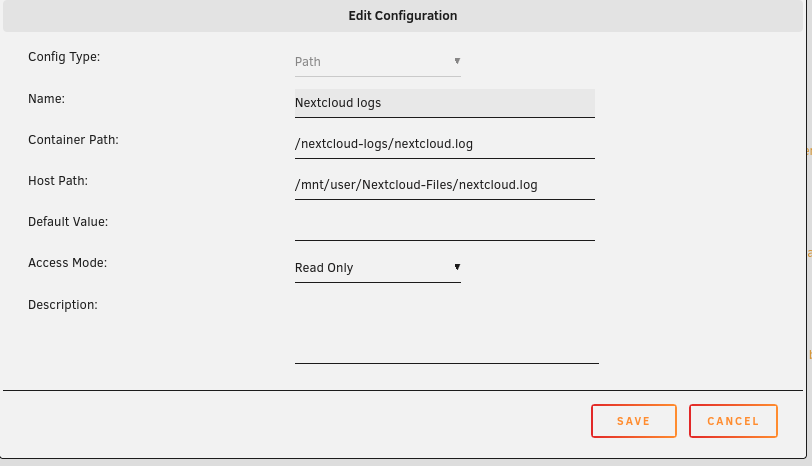 Edit Configuration
Config Type:
Path
Name:
Nextcloud logs
Container Path:
/nextcloud-logs/nextcloud.log
Host Path:
/mnt/user/Nextcloud-Files/nextcloud.log
Default Value:
Access Mode:
Read Only
Description:
SAVE
CANCEL